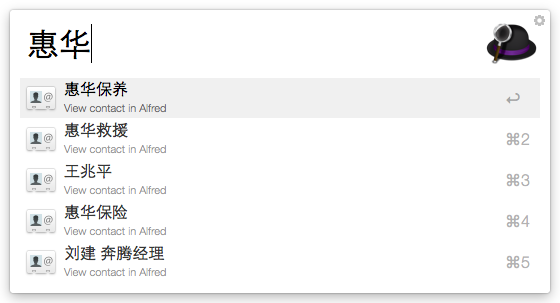 惠华
惠华保养
View contact in Alfred
惠华救援
View contact in Alfred
⌘2
王兆平
View contact in Alfred
⌘3
惠华保险
View contact in Alfred
⌘4
刘建 奔腾经理
View contact in Alfred
⌘5